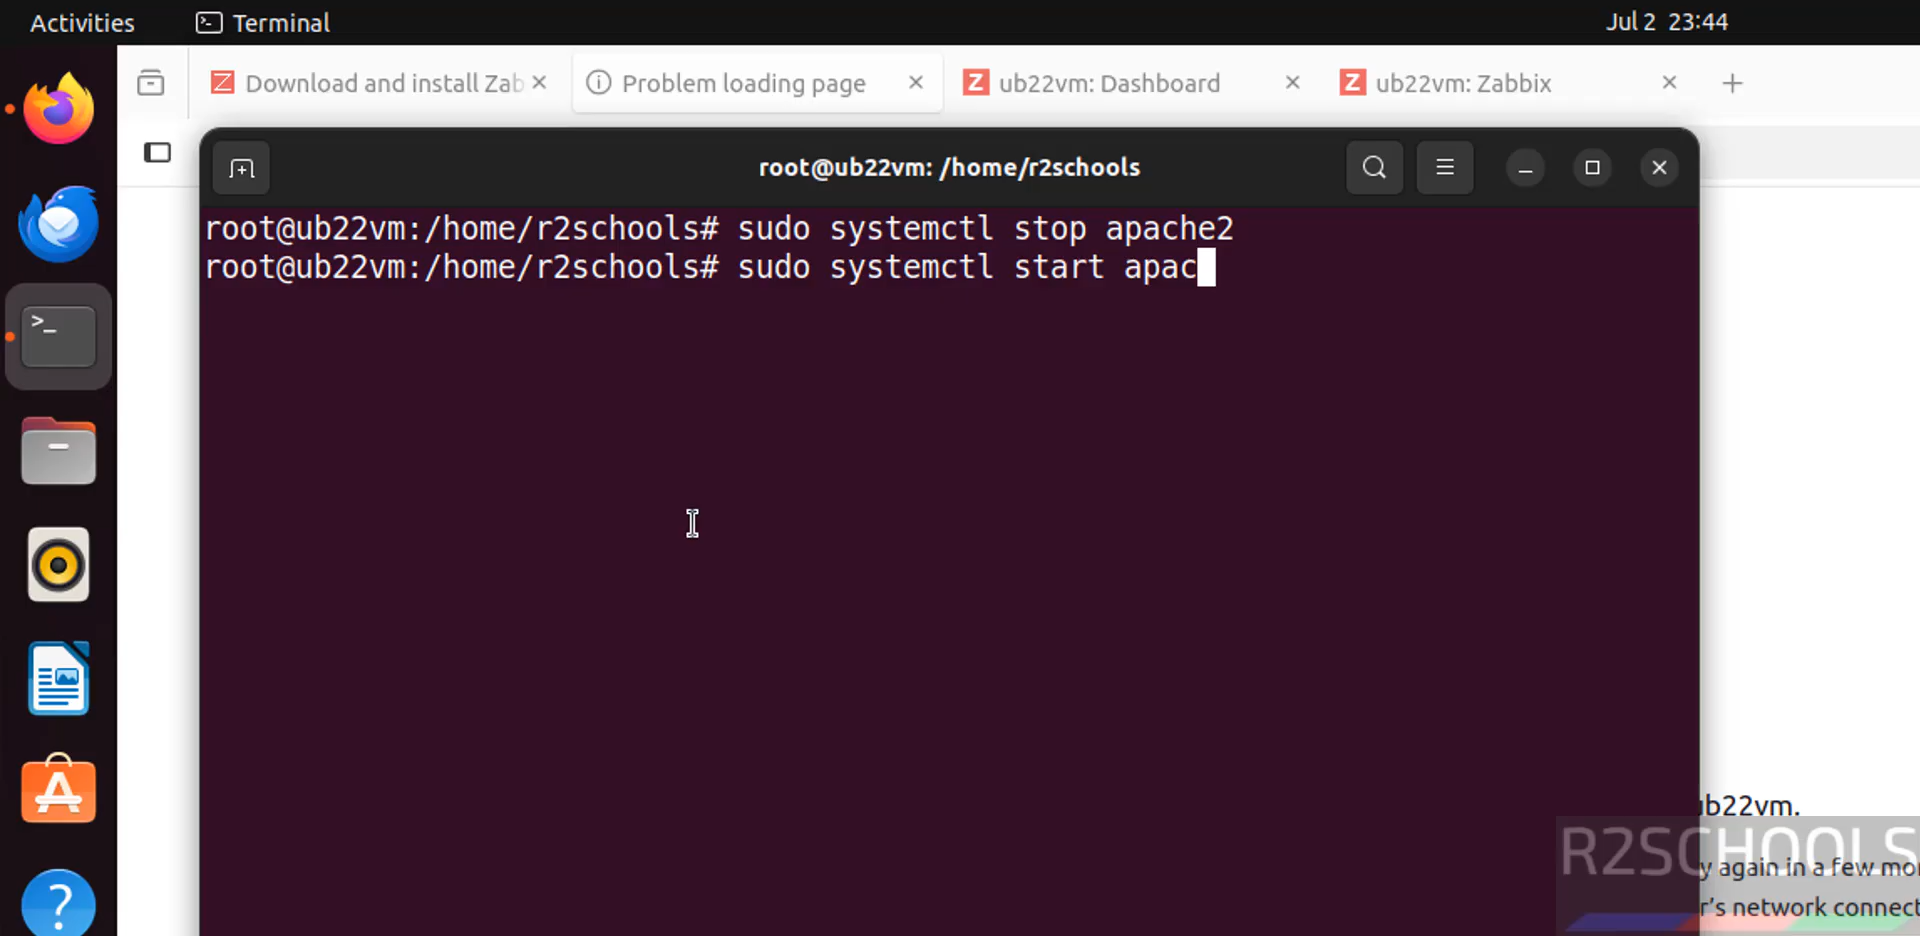 Activities Terminal Jul 2 23:44
Download and install Zab Problem loading page ub22vm: Dashboard ub22vm: Zabbix
root@ub22vm: /home/r2schools
root@ub22vm:/home/r2schools# sudo systemctl stop apache2
root@ub22vm:/home/r2schools# sudo systemctl start apac
ub22vm.
R2SCHOOLS
y again in a few mo
r's network connect